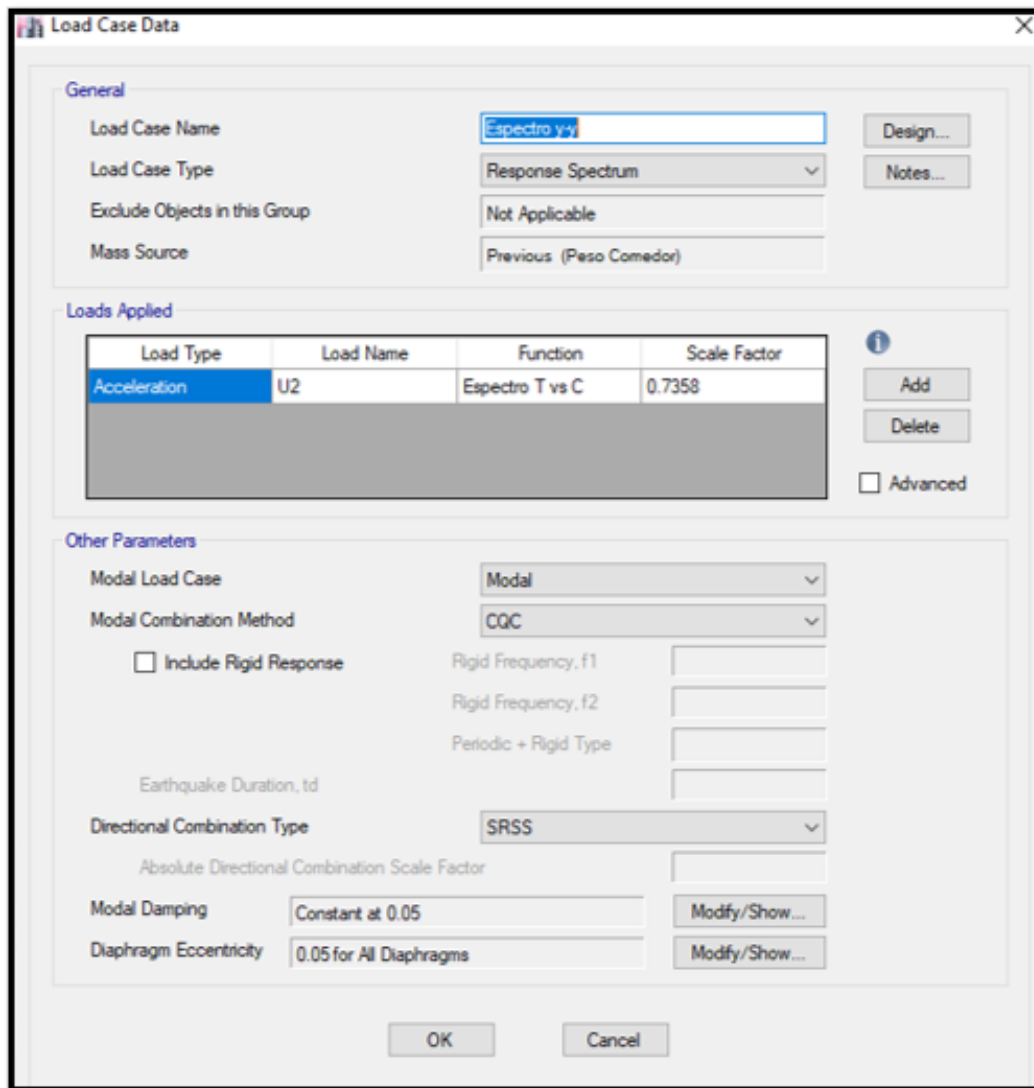 Load Case Data
General
Load Case Name Espectro y-y Design...
Load Case Type Response Spectrum Notes...
Exclude Objects in this Group Not Applicable
Mass Source Previous (Peso Comedor)
Loads Applied
Load Type Load Name Function Scale Factor
Acceleration U2 Espectro T vs C 0.7358
Add
Delete
Advanced
Other Parameters
Modal Load Case Modal
Modal Combination Method CQC
Include Rigid Response Rigid Frequency, f1
Rigid Frequency, f2
Periodic + Rigid Type
Earthquake Duration, td
Directional Combination Type SRSS
Absolute Directional Combination Scale Factor
Modal Damping Constant at 0.05 Modify/Show...
Diaphragm Eccentricity 0.05 for All Diaphragms Modify/Show...
OK Cancel